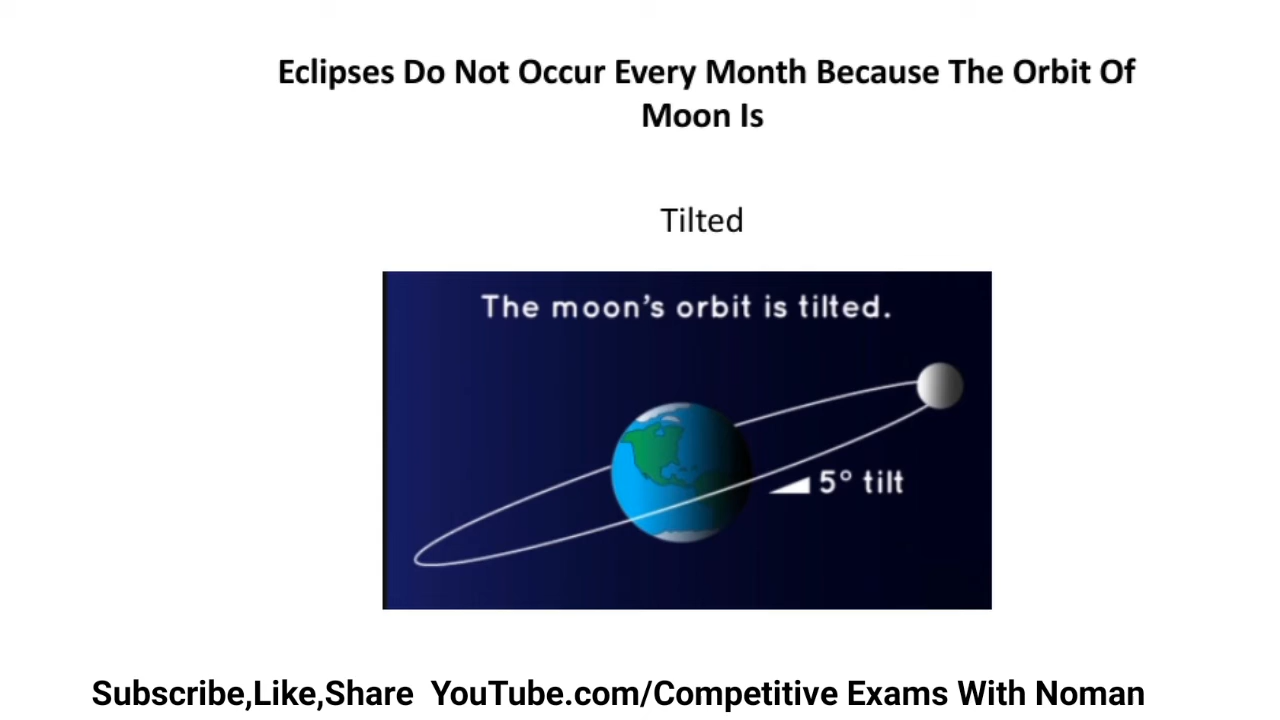 Eclipses Do Not Occur Every Month Because The Orbit Of
Moon Is
Tilted
The moon's orbit is tilted.
5° tilt
Subscribe,Like,Share  YouTube.com/Competitive Exams With Noman